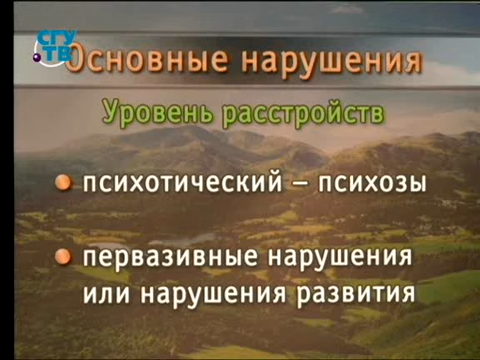 СГУ
ТВ
Основные нарушения
Уровень расстройств
психотический – психозы
первазивные нарушения
или нарушения развития